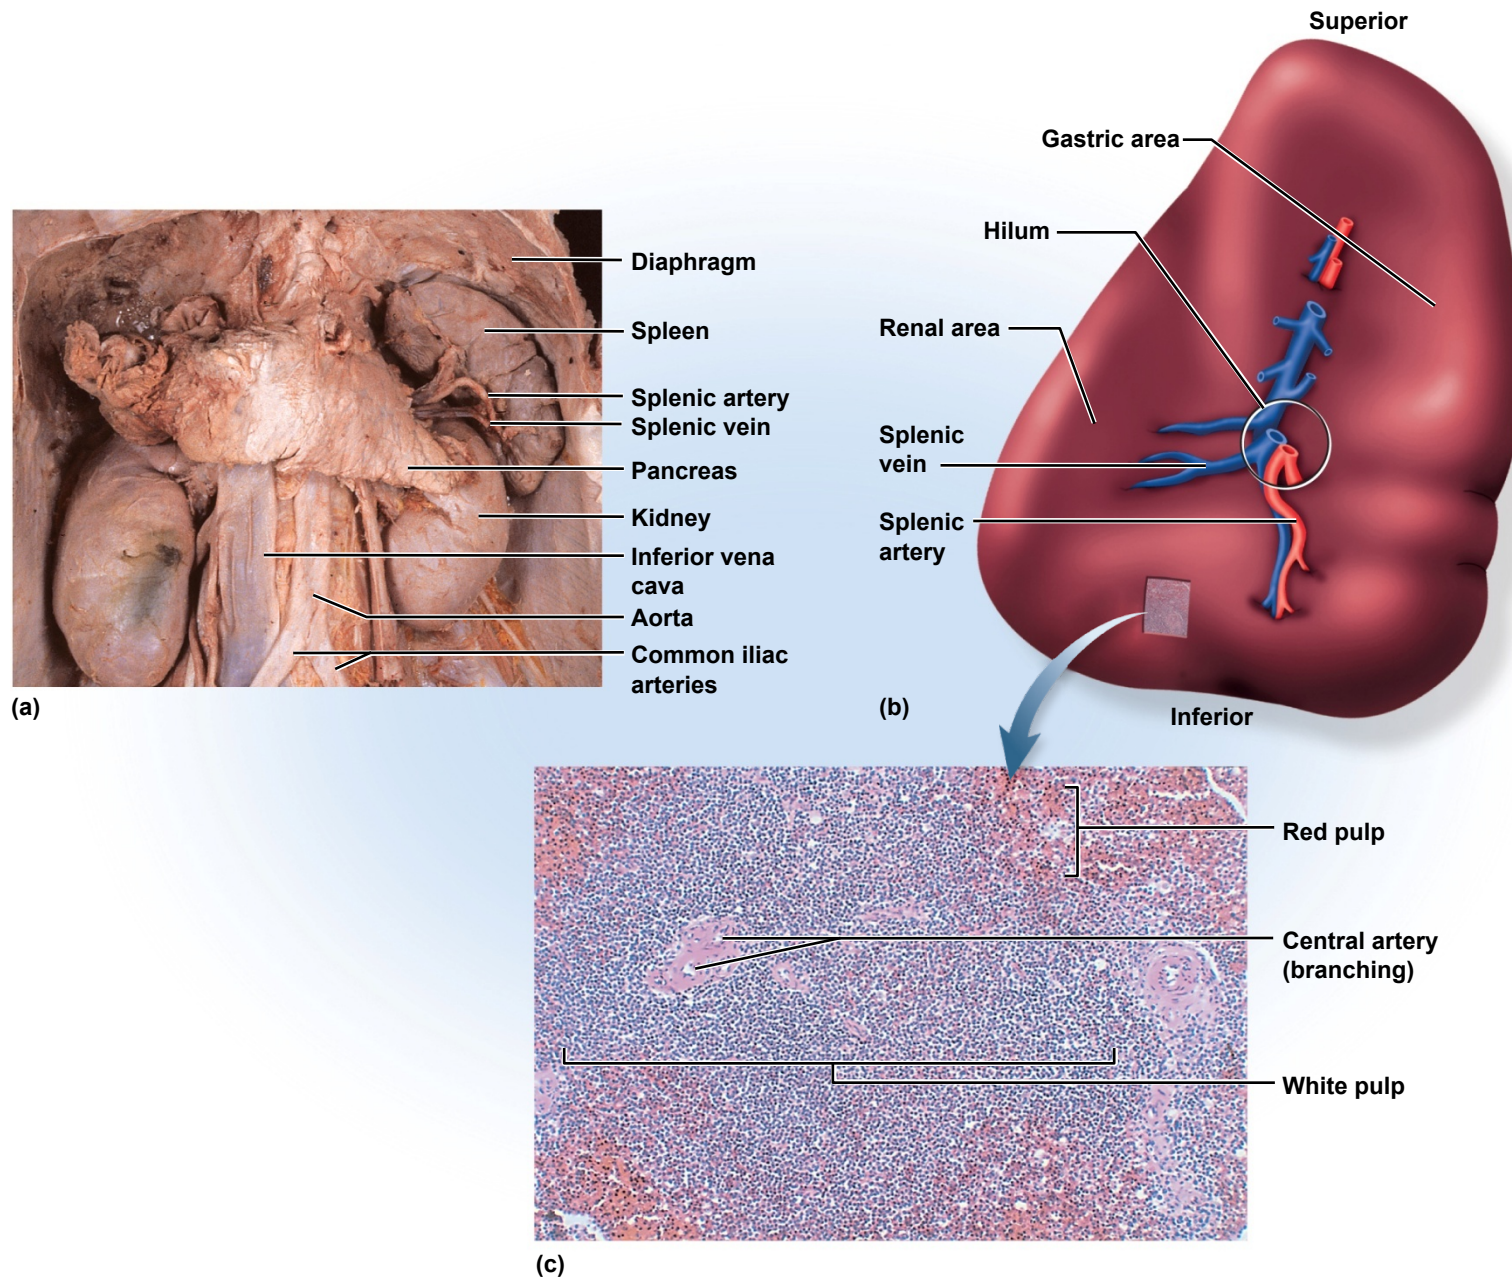 Superior
Gastric area
Hilum
Renal area
Splenic
vein
Splenic
artery
Inferior
(b)
Diaphragm
Spleen
Splenic artery
Splenic vein
Pancreas
Kidney
Inferior vena
cava
Aorta
Common iliac
arteries
(a)
Red pulp
Central artery
(branching)
White pulp
(c)